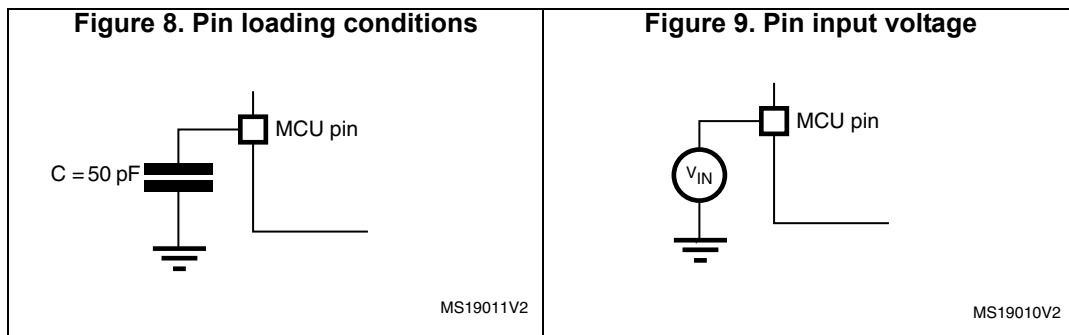 Figure 8. Pin loading conditions
MCU pin
C = 50 pF
MS19011V2
Figure 9. Pin input voltage
MCU pin
VIN
MS19010V2